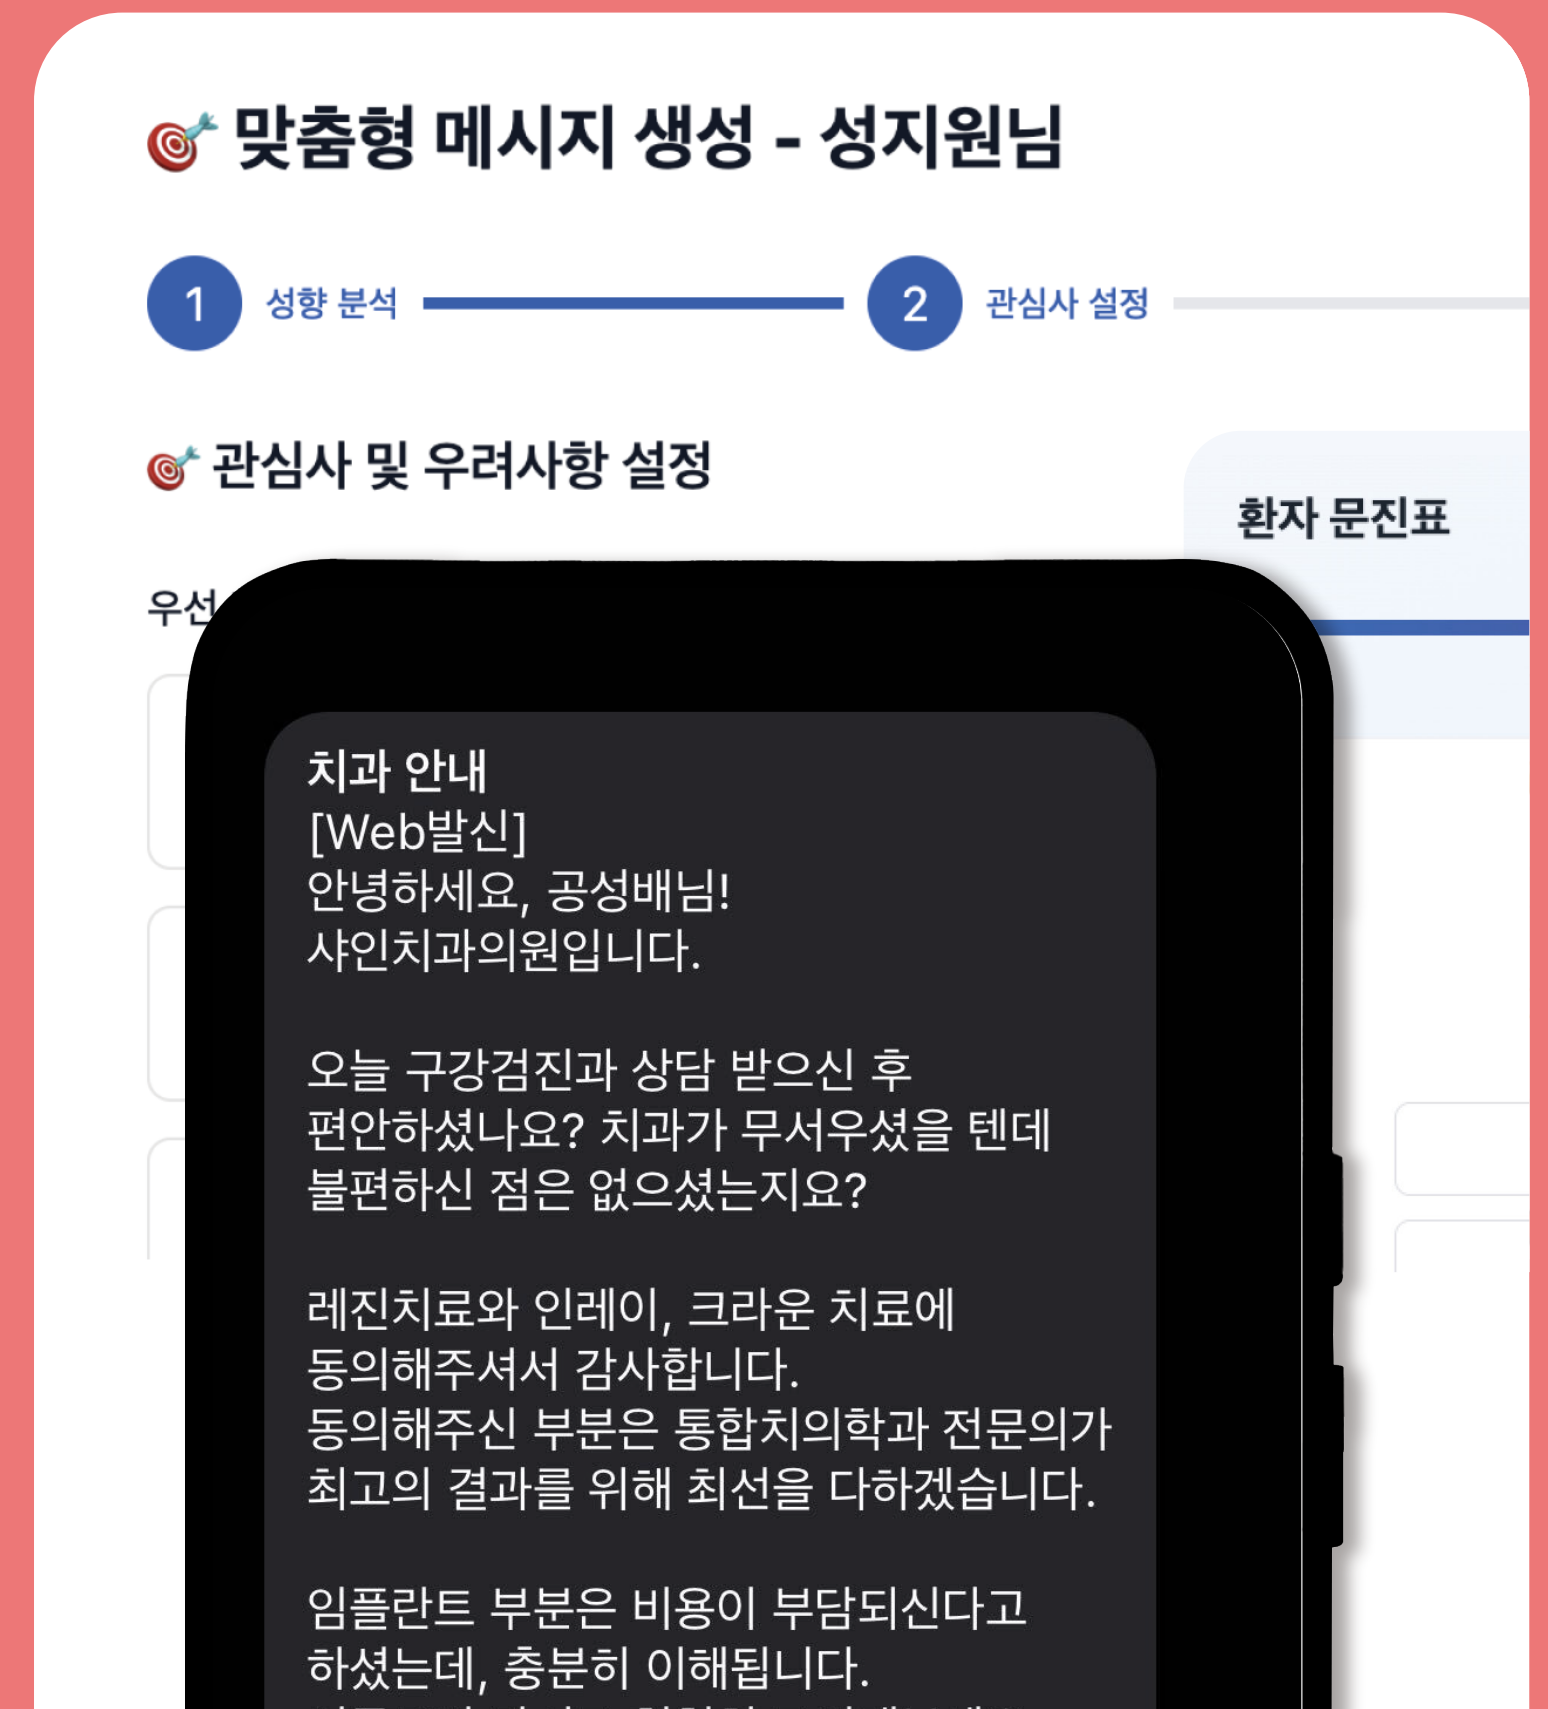 맞춤형 메시지 생성 - 성지원님
1 성향 분석 2 관심사 설정
관심사 및 우려사항 설정
환자 문진표
우선
치과 안내
[Web발신]
안녕하세요, 공성배님!
샤인치과의원입니다.
오늘 구강검진과 상담 받으신 후
편안하셨나요? 치과가 무서우셨을 텐데
불편하신 점은 없으셨는지요?
레진치료와 인레이, 크라운 치료에
동의해주셔서 감사합니다.
동의해주신 부분은 통합치의학과 전문의가
최고의 결과를 위해 최선을 다하겠습니다.
임플란트 부분은 비용이 부담되신다고
하셨는데, 충분히 이해됩니다.